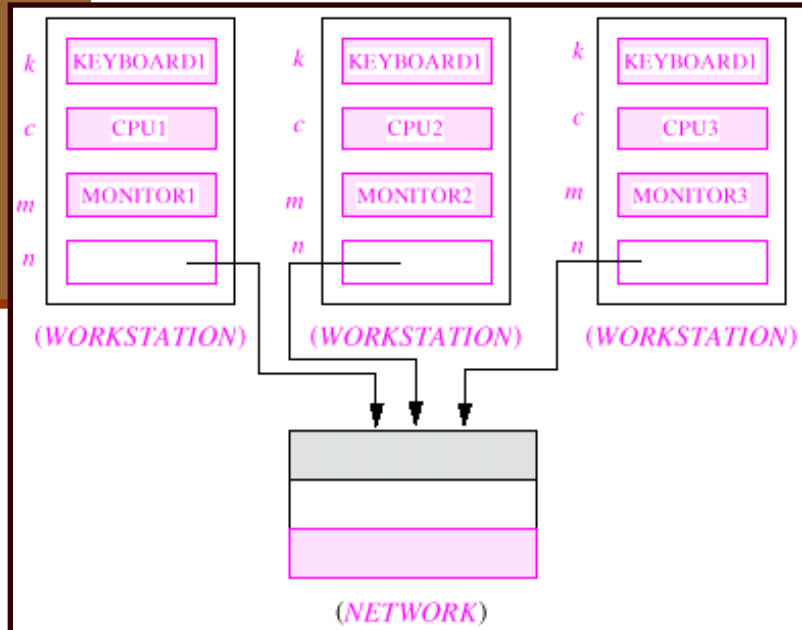 k KEYBOARD1 k KEYBOARD1 k KEYBOARD1
c CPU1 c CPU2 c CPU3
m MONITOR1 m MONITOR2 m MONITOR3
n n n
(WORKSTATION) (WORKSTATION) (WORKSTATION)
(NETWORK)